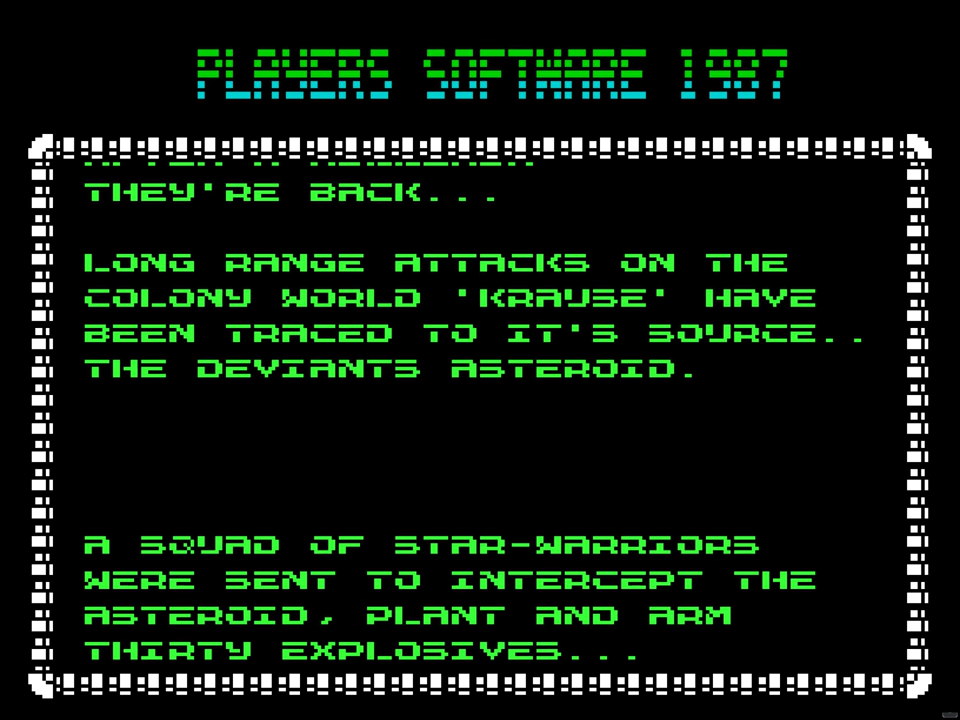 PLAYERS SOFTWARE 1987
THEY'RE BACK...
LONG RANGE ATTACKS ON THE
COLONY WORLD 'KRAUSE' HAVE
BEEN TRACED TO IT'S SOURCE..
THE DEVIANTS ASTEROID.
A SQUAD OF STAR-WARRIORS
WERE SENT TO INTERCEPT THE
ASTEROID, PLANT AND ARM
THIRTY EXPLOSIVES...